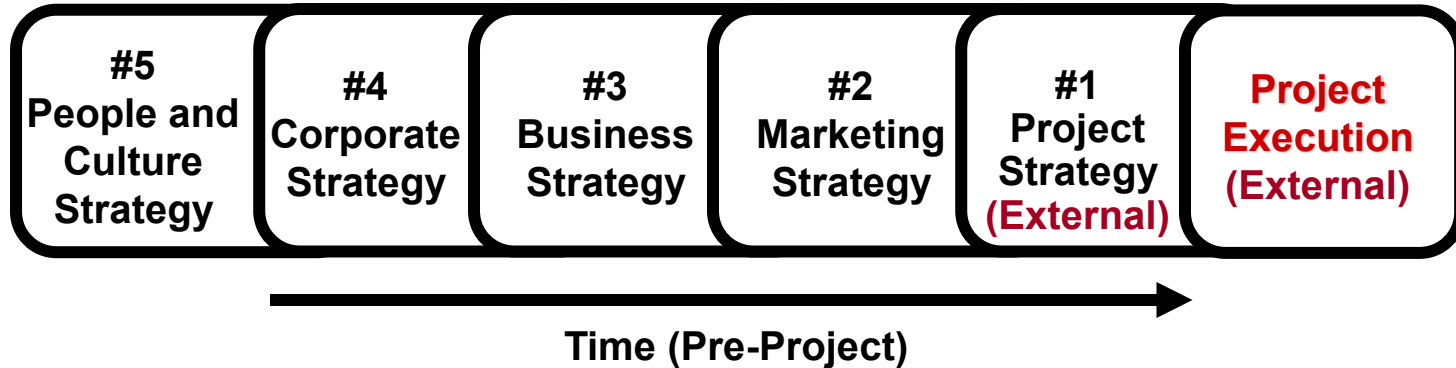 #5
People and
Culture
Strategy
#4
Corporate
Strategy
#3
Business
Strategy
#2
Marketing
Strategy
#1
Project
Strategy
(External)
Project
Execution
(External)
Time (Pre-Project)